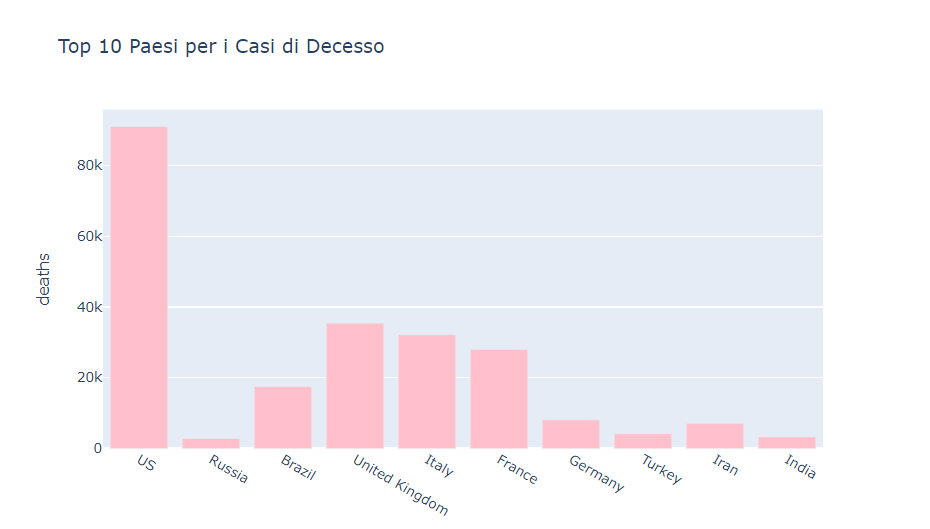 Top 10 Paesi per i Casi di Decesso
80k
60k
40k
20k
0
deaths
US
Russia
Brazil
United Kingdom
Italy
France
Germany
Turkey
Iran
India